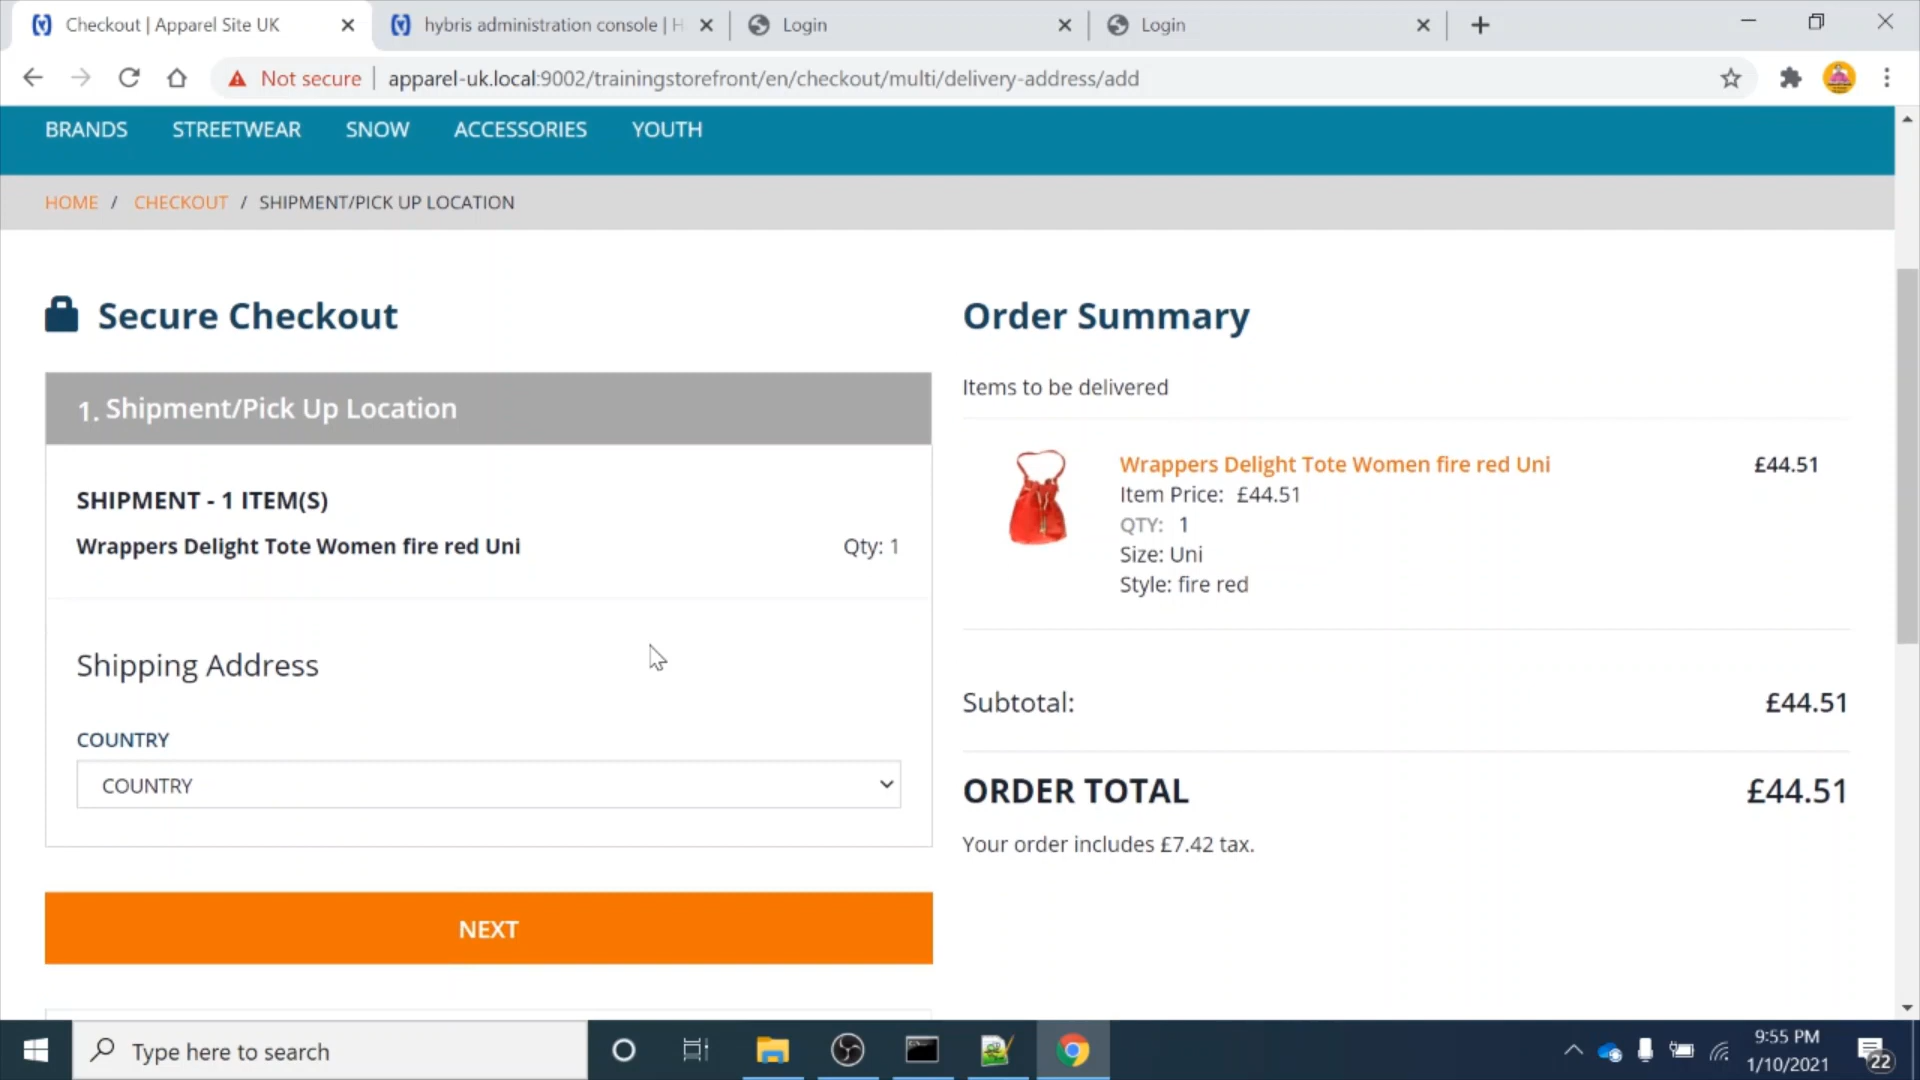 Checkout | Apparel Site UK
hybris administration console | H
Login
Login
Not secure
apparel-uk.local:9002/trainingstorefront/en/checkout/multi/delivery-address/add
BRANDS STREETWEAR SNOW ACCESSORIES YOUTH
HOME / CHECKOUT / SHIPMENT/PICK UP LOCATION
Secure Checkout
1. Shipment/Pick Up Location
SHIPMENT - 1 ITEM(S)
Wrappers Delight Tote Women fire red Uni Qty: 1
Shipping Address
COUNTRY
COUNTRY
NEXT
Order Summary
Items to be delivered
Wrappers Delight Tote Women fire red Uni £44.51
Item Price: £44.51
QTY: 1
Size: Uni
Style: fire red
Subtotal: £44.51
ORDER TOTAL £44.51
Your order includes £7.42 tax.
Type here to search
9:55 PM
1/10/2021
22